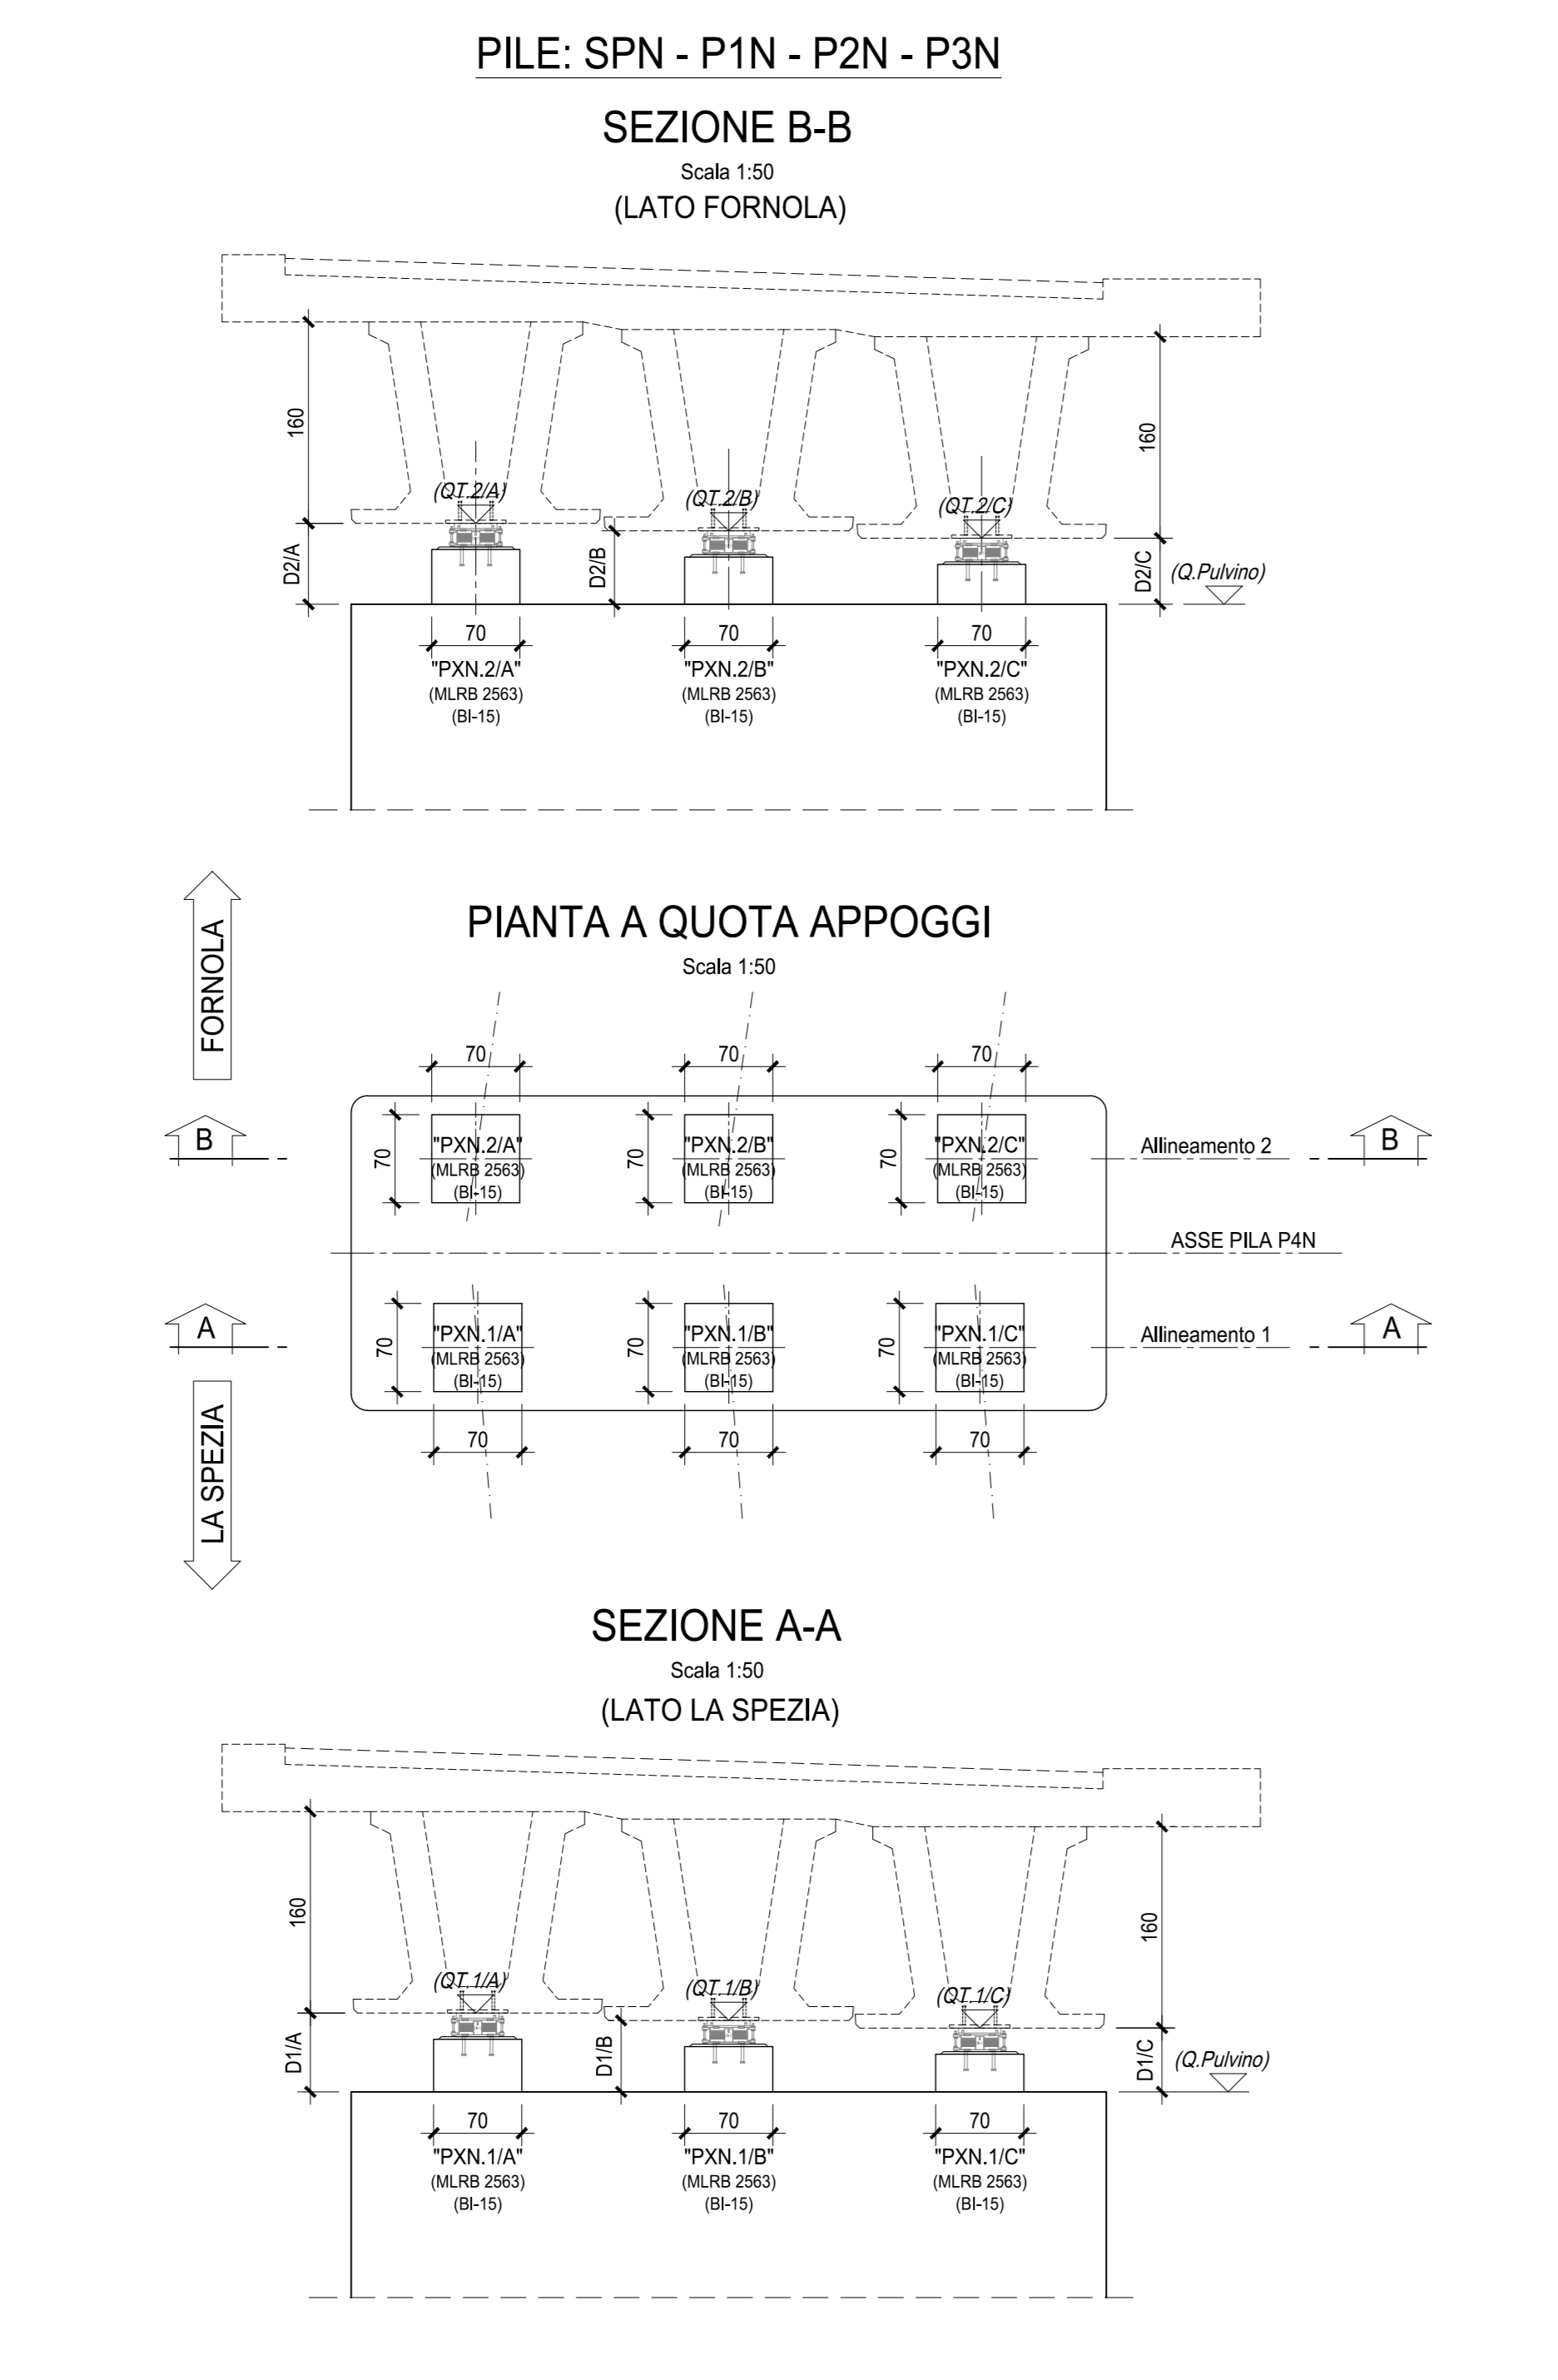 PILE: SPN - P1N - P2N - P3N
SEZIONE B-B
Scala 1:50
(LATO FORNOLA)
160
160
(QT.2/A)
(QT.2/B)
(QT.2/C)
D2/A
D2/B
D2/C
(Q.Pulvino)
70
70
70
"PXN.2/A"
"PXN.2/B"
"PXN.2/C"
(MLRB 2563)
(MLRB 2563)
(MLRB 2563)
(BI-15)
(BI-15)
(BI-15)
FORNOLA
PIANTA A QUOTA APPOGGI
Scala 1:50
70
70
70
B
70
"PXN.2/A"
(MLRB 2563)
(BI-15)
70
"PXN.2/B"
(MLRB 2563)
(BI-15)
70
"PXN.2/C"
(MLRB 2563)
(BI-15)
Allineamento 2
B
ASSE PILA P4N
A
70
"PXN.1/A"
(MLRB 2563)
(BI-15)
70
"PXN.1/B"
(MLRB 2563)
(BI-15)
70
"PXN.1/C"
(MLRB 2563)
(BI-15)
Allineamento 1
A
70
70
70
LA SPEZIA
SEZIONE A-A
Scala 1:50
(LATO LA SPEZIA)
160
160
(QT.1/A)
(QT.1/B)
(QT.1/C)
D1/A
D1/B
D1/C
(Q.Pulvino)
70
70
70
"PXN.1/A"
"PXN.1/B"
"PXN.1/C"
(MLRB 2563)
(MLRB 2563)
(MLRB 2563)
(BI-15)
(BI-15)
(BI-15)